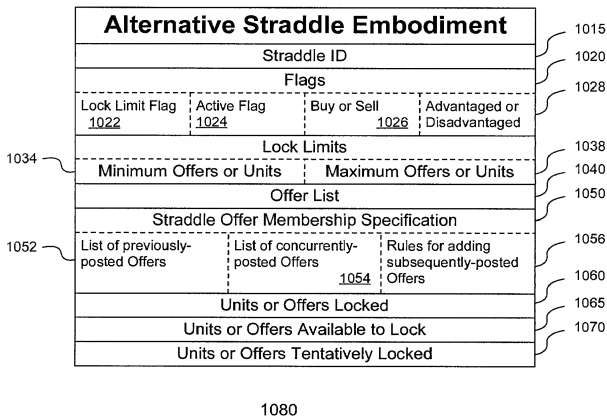 Alternative Straddle Embodiment
Straddle ID
1015
Flags
1020
Lock Limit Flag
1022
Active Flag
1024
Buy or Sell
1026
Advantaged or
Disadvantaged
1028
Lock Limits
1034
Minimum Offers or Units
Maximum Offers or Units
1038
Offer List
1040
Straddle Offer Membership Specification
1050
1052
List of previously-
posted Offers
List of concurrently-
posted Offers
1054
Rules for adding
subsequently-posted
Offers
1056
Units or Offers Locked
1060
Units or Offers Available to Lock
1065
Units or Offers Tentatively Locked
1070
1080